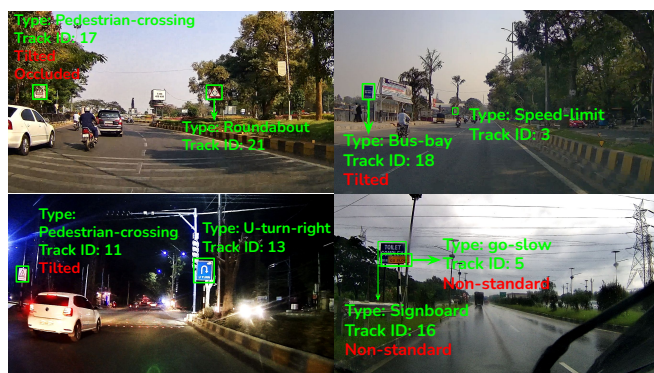 Type: Pedestrian-crossing
Track ID: 17
Tilted
Occluded
Type: Roundabout
Track ID: 21
Type: Speed-limit
Track ID: 3
Type: Bus-bay
Track ID: 18
Tilted
Type:
Pedestrian-crossing
Track ID: 11
Tilted
Type: U-turn-right
Track ID: 13
TOILET
Type: go-slow
Track ID: 5
Non-standard
Type: Signboard
Track ID: 16
Non-standard